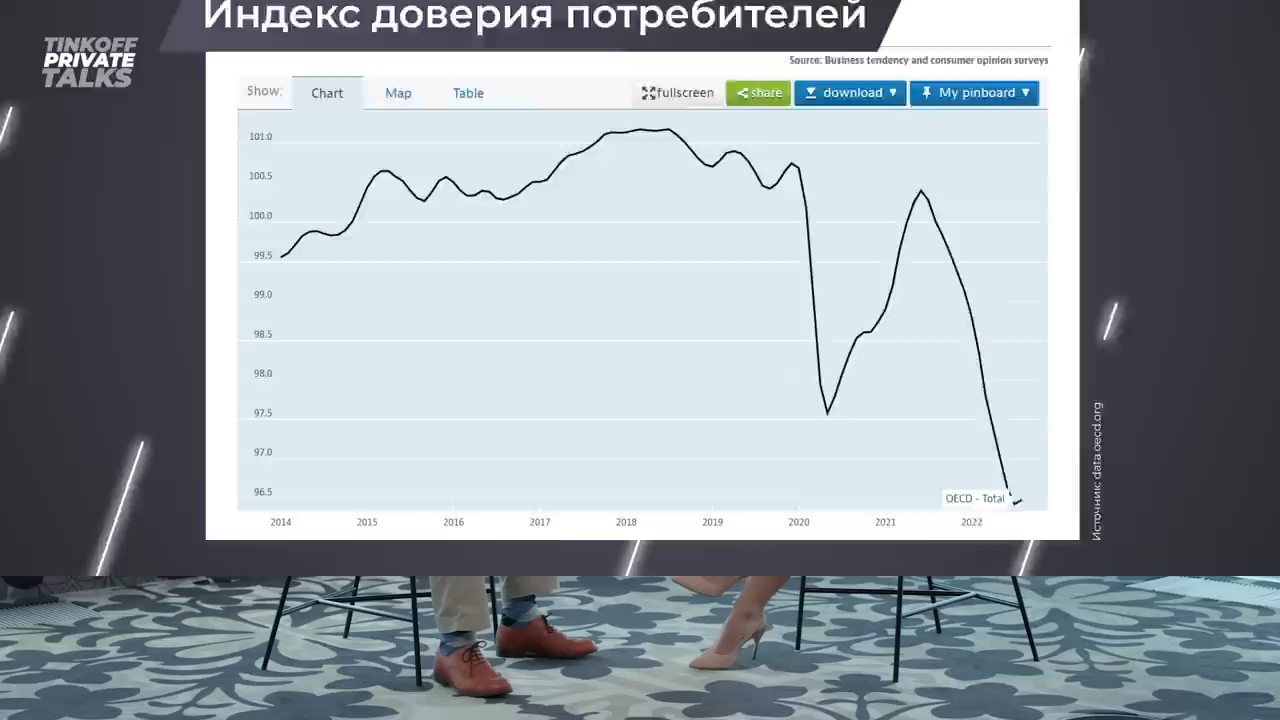 Индекс доверия потребителей
TINKOFF
PRIVATE
TALKS
Source: Business tendency and consumer opinion surveys
Show: Chart Map Table fullscreen share download ▼ My pinboard ▼
101.0
100.5
100.0
99.5
99.0
98.5
98.0
97.5
97.0
96.5
OECD - Total
2014 2015 2016 2017 2018 2019 2020 2021 2022
Источник: data.oecd.org